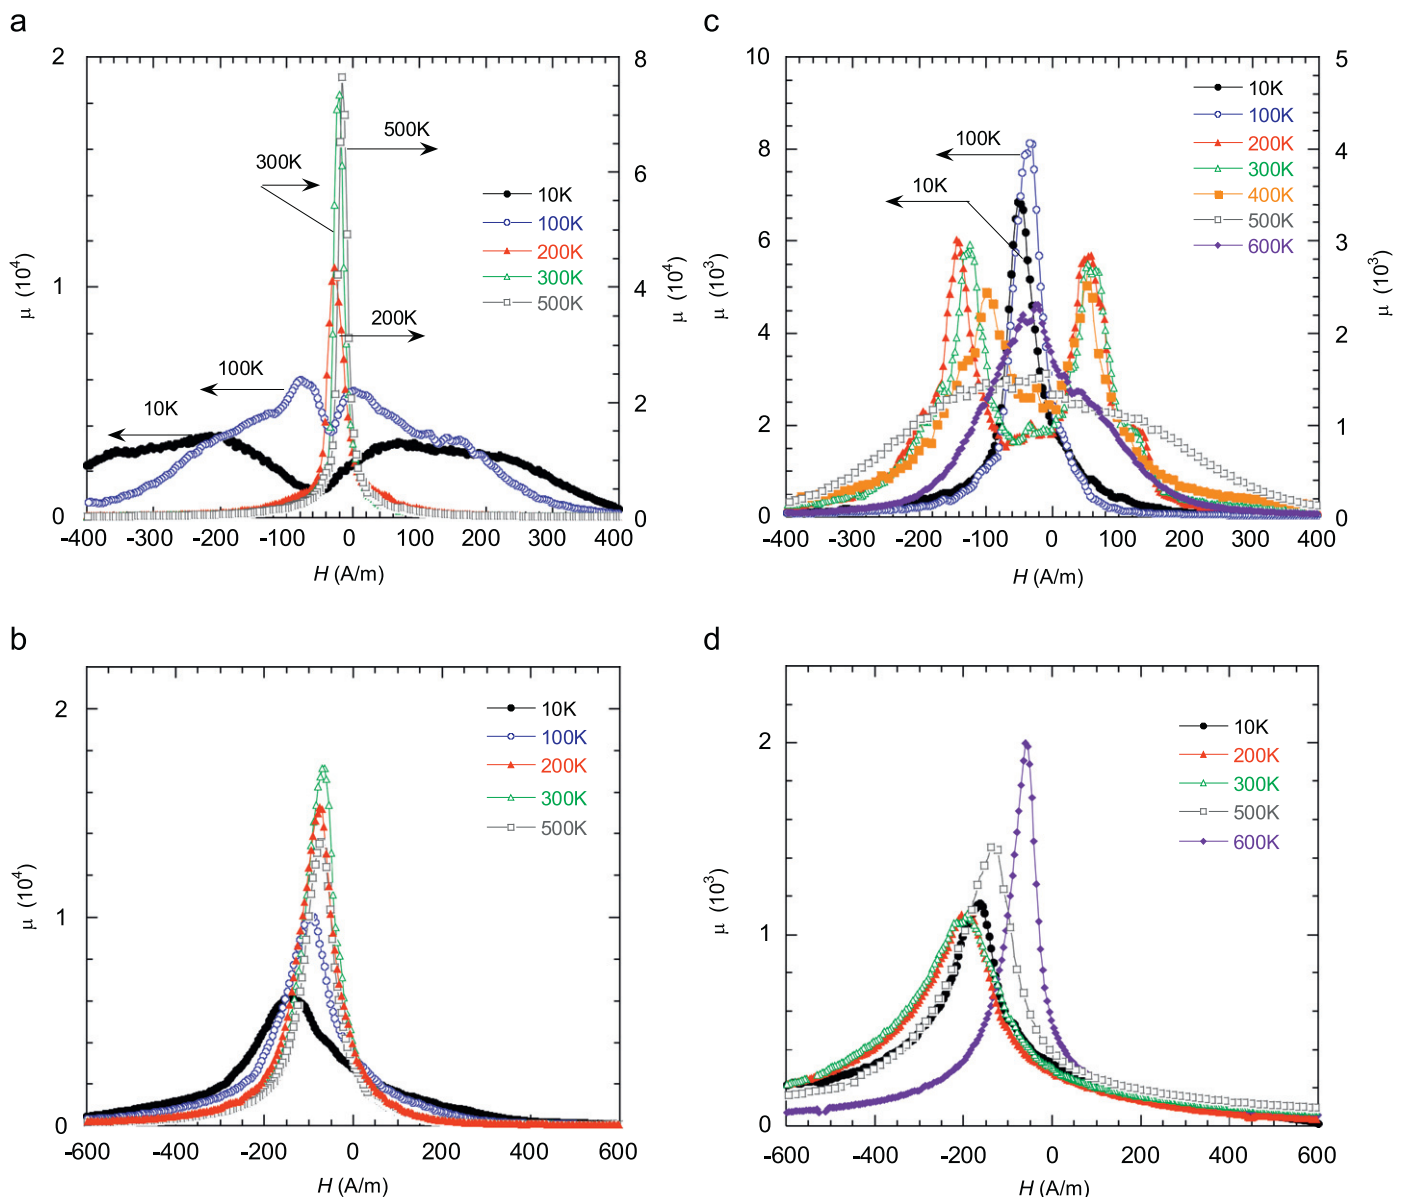 a
2
1
0
μ (10⁴)
8
6
4
2
0
μ (10⁴)
-400
-300
-200
-100
0
100
200
300
400
H (A/m)
500K
300K
200K
100K
10K
10K
100K
200K
300K
500K
c
10
8
6
4
2
0
μ (10³)
5
4
3
2
1
0
μ (10³)
-400
-300
-200
-100
0
100
200
300
400
H (A/m)
100K
10K
10K
100K
200K
300K
400K
500K
600K
b
2
1
0
μ (10⁴)
-600
-400
-200
0
200
400
600
H (A/m)
10K
100K
200K
300K
500K
d
2
1
0
μ (10³)
-600
-400
-200
0
200
400
600
H (A/m)
10K
200K
300K
500K
600K